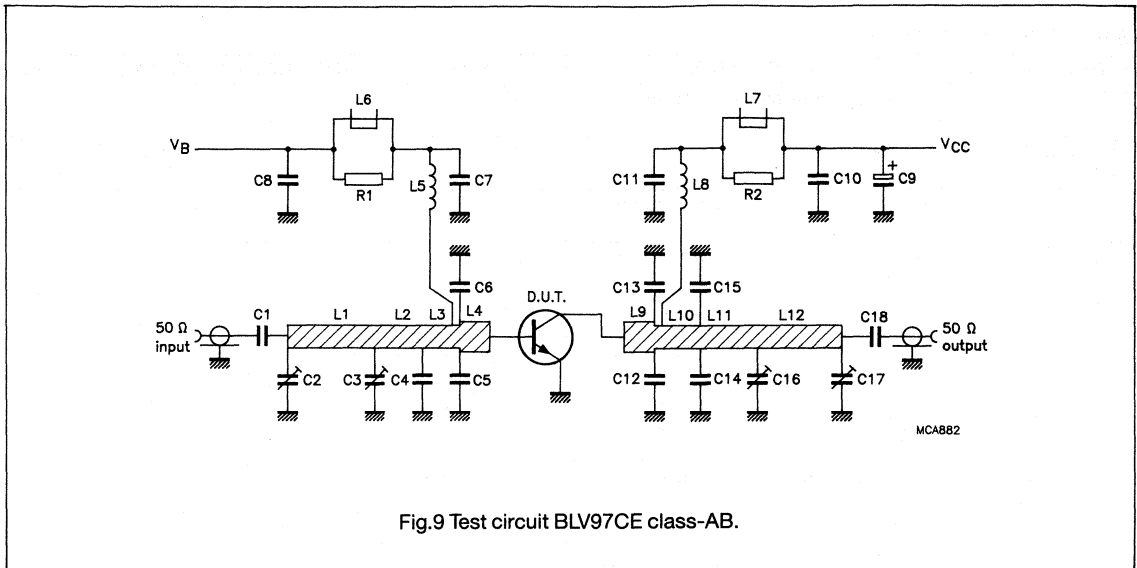 L6
L7
VB
VCC
C8
R1
L5
C7
C11
L8
R2
C10
+
C9
C6
C13
C15
D.U.T.
50 Ω
input
C1
L1
L2
L3
L4
L9
L10
L11
L12
C18
50 Ω
output
C2
C3
C4
C5
C12
C14
C16
C17
MCA882
Fig.9 Test circuit BLV97CE class-AB.